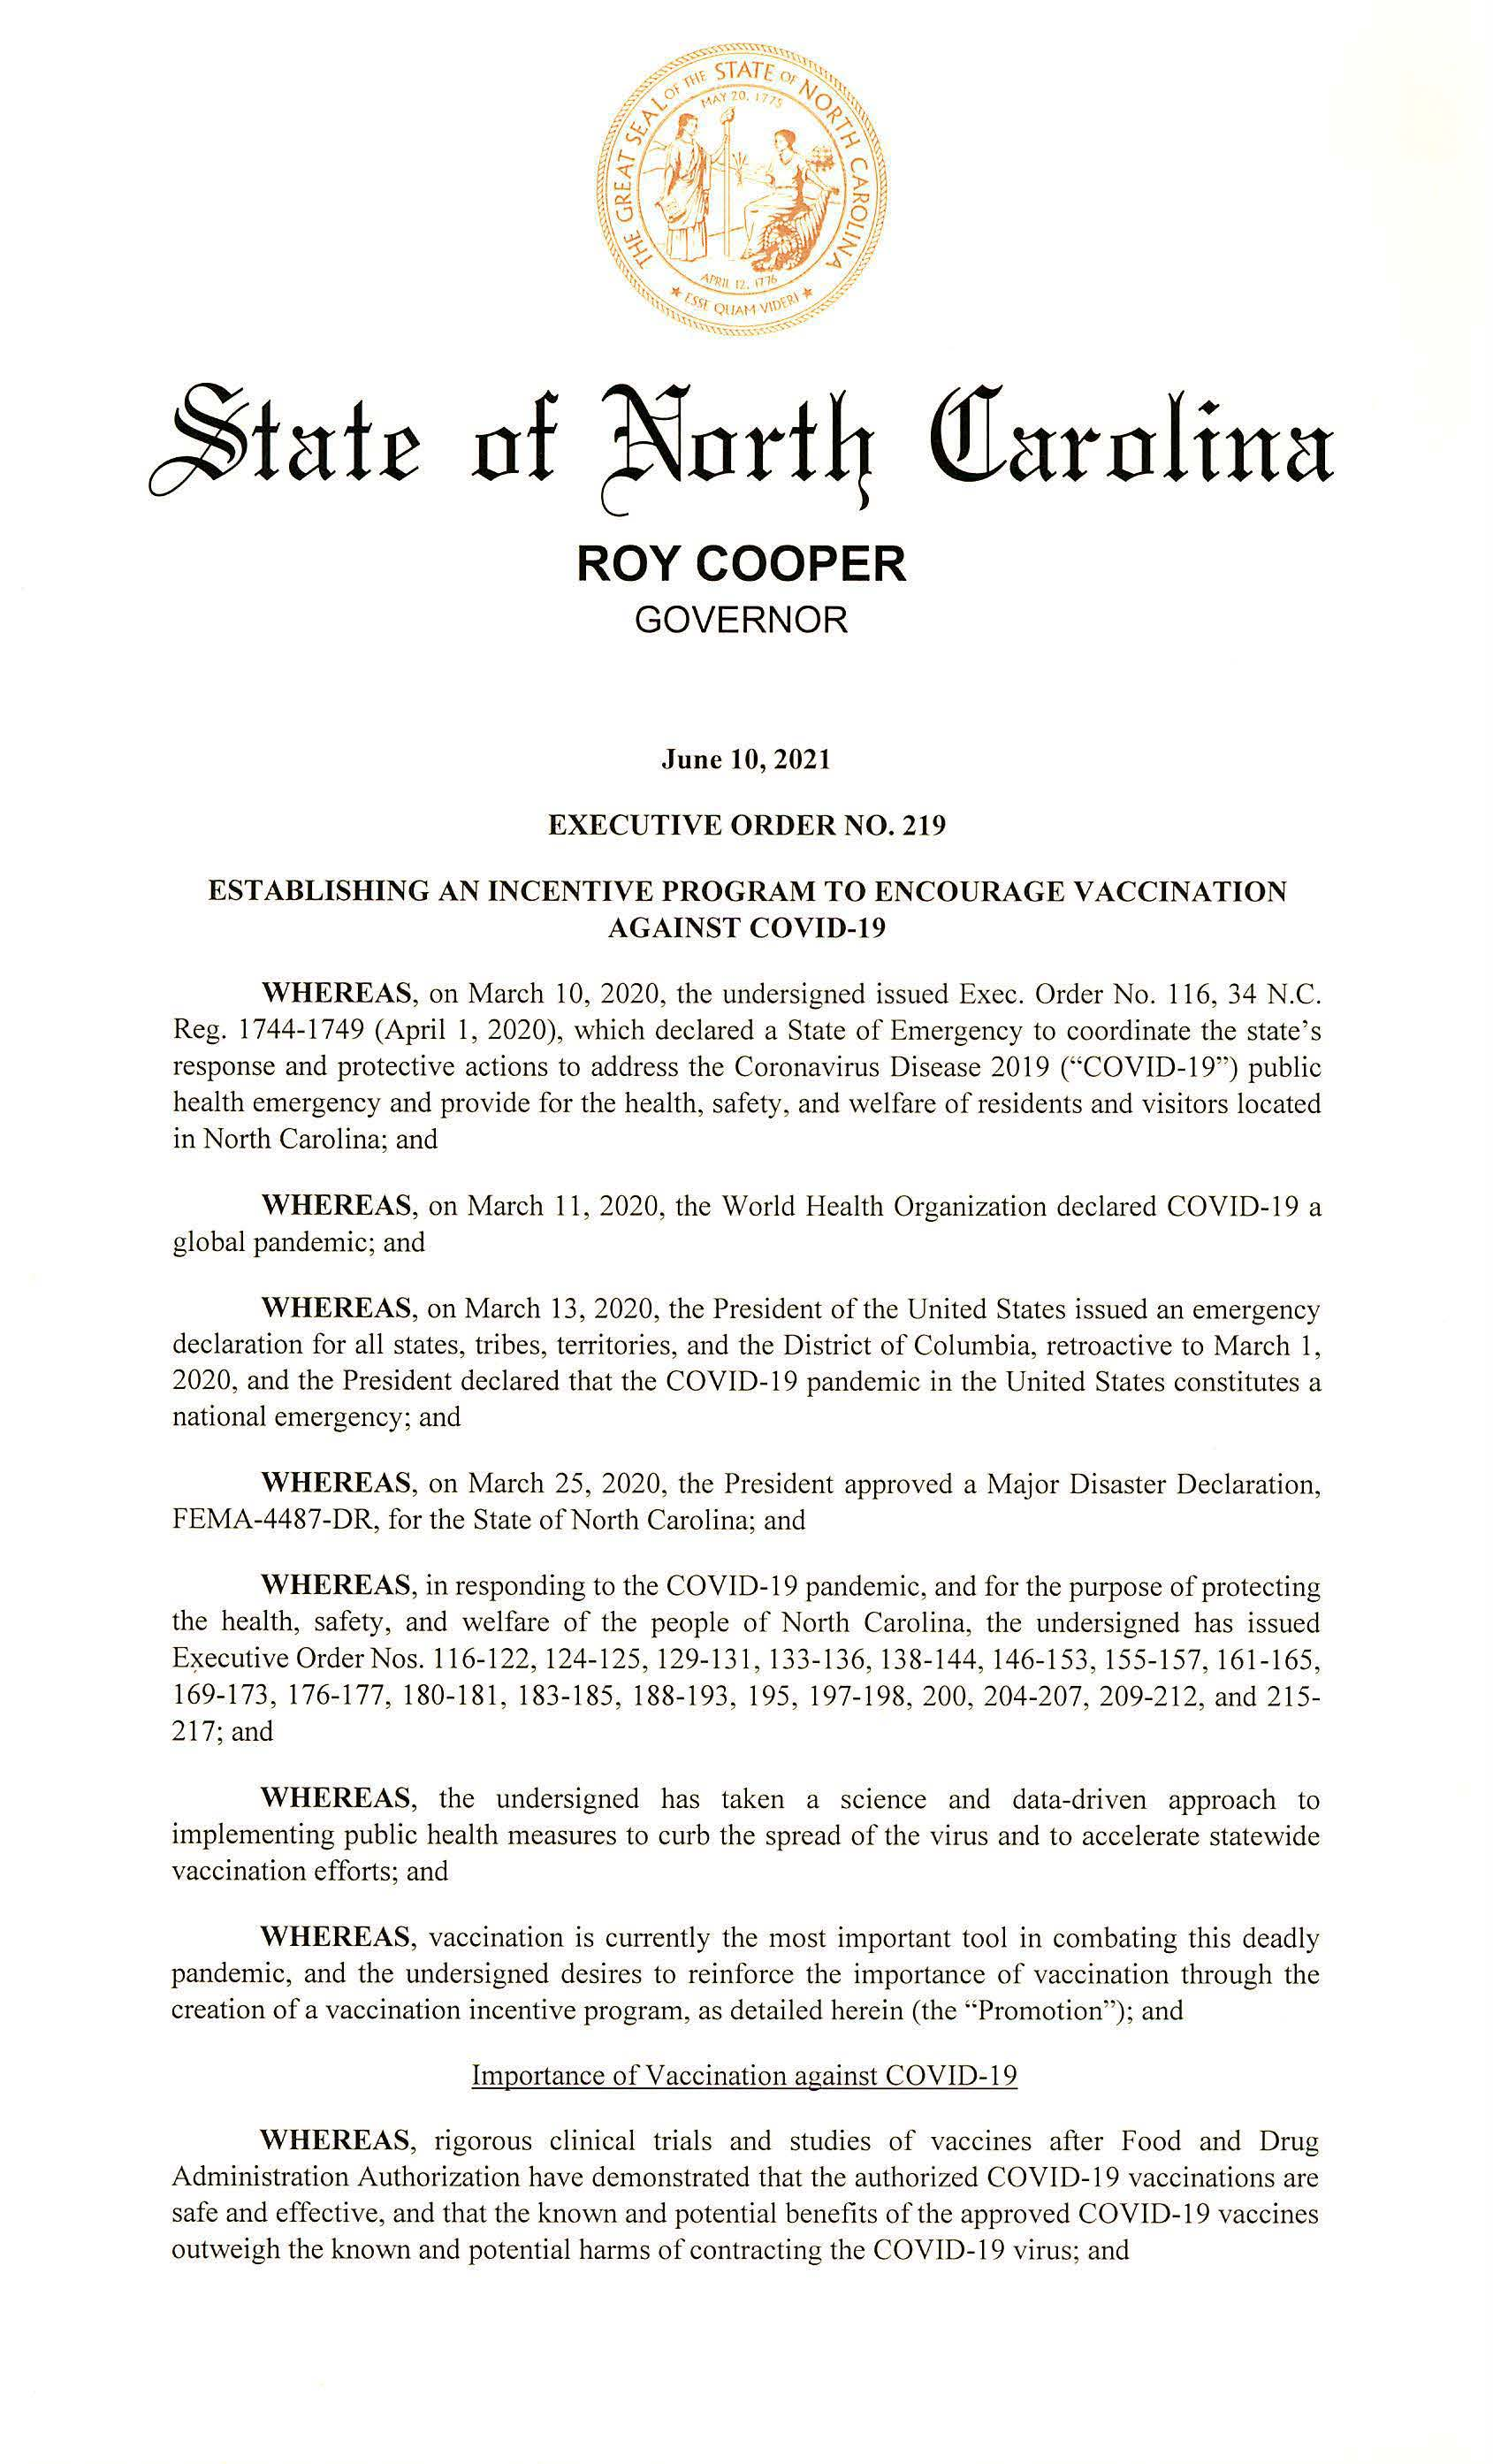 THE GREAT SEAL OF THE STATE OF NORTH CAROLINA
MAY 20, 1775
APRIL 12, 1776
★ ESSE QUAM VIDERI ★
State of North Carolina
ROY COOPER
GOVERNOR
June 10, 2021
EXECUTIVE ORDER NO. 219
ESTABLISHING AN INCENTIVE PROGRAM TO ENCOURAGE VACCINATION
AGAINST COVID-19
WHEREAS, on March 10, 2020, the undersigned issued Exec. Order No. 116, 34 N.C.
Reg. 1744-1749 (April 1, 2020), which declared a State of Emergency to coordinate the state’s
response and protective actions to address the Coronavirus Disease 2019 (“COVID-19”) public
health emergency and provide for the health, safety, and welfare of residents and visitors located
in North Carolina; and
WHEREAS, on March 11, 2020, the World Health Organization declared COVID-19 a
global pandemic; and
WHEREAS, on March 13, 2020, the President of the United States issued an emergency
declaration for all states, tribes, territories, and the District of Columbia, retroactive to March 1,
2020, and the President declared that the COVID-19 pandemic in the United States constitutes a
national emergency; and
WHEREAS, on March 25, 2020, the President approved a Major Disaster Declaration,
FEMA-4487-DR, for the State of North Carolina; and
WHEREAS, in responding to the COVID-19 pandemic, and for the purpose of protecting
the health, safety, and welfare of the people of North Carolina, the undersigned has issued
Executive Order Nos. 116-122, 124-125, 129-131, 133-136, 138-144, 146-153, 155-157, 161-165,
169-173, 176-177, 180-181, 183-185, 188-193, 195, 197-198, 200, 204-207, 209-212, and 215-
217; and
WHEREAS, the undersigned has taken a science and data-driven approach to
implementing public health measures to curb the spread of the virus and to accelerate statewide
vaccination efforts; and
WHEREAS, vaccination is currently the most important tool in combating this deadly
pandemic, and the undersigned desires to reinforce the importance of vaccination through the
creation of a vaccination incentive program, as detailed herein (the “Promotion”); and
Importance of Vaccination against COVID-19
WHEREAS, rigorous clinical trials and studies of vaccines after Food and Drug
Administration Authorization have demonstrated that the authorized COVID-19 vaccinations are
safe and effective, and that the known and potential benefits of the approved COVID-19 vaccines
outweigh the known and potential harms of contracting the COVID-19 virus; and